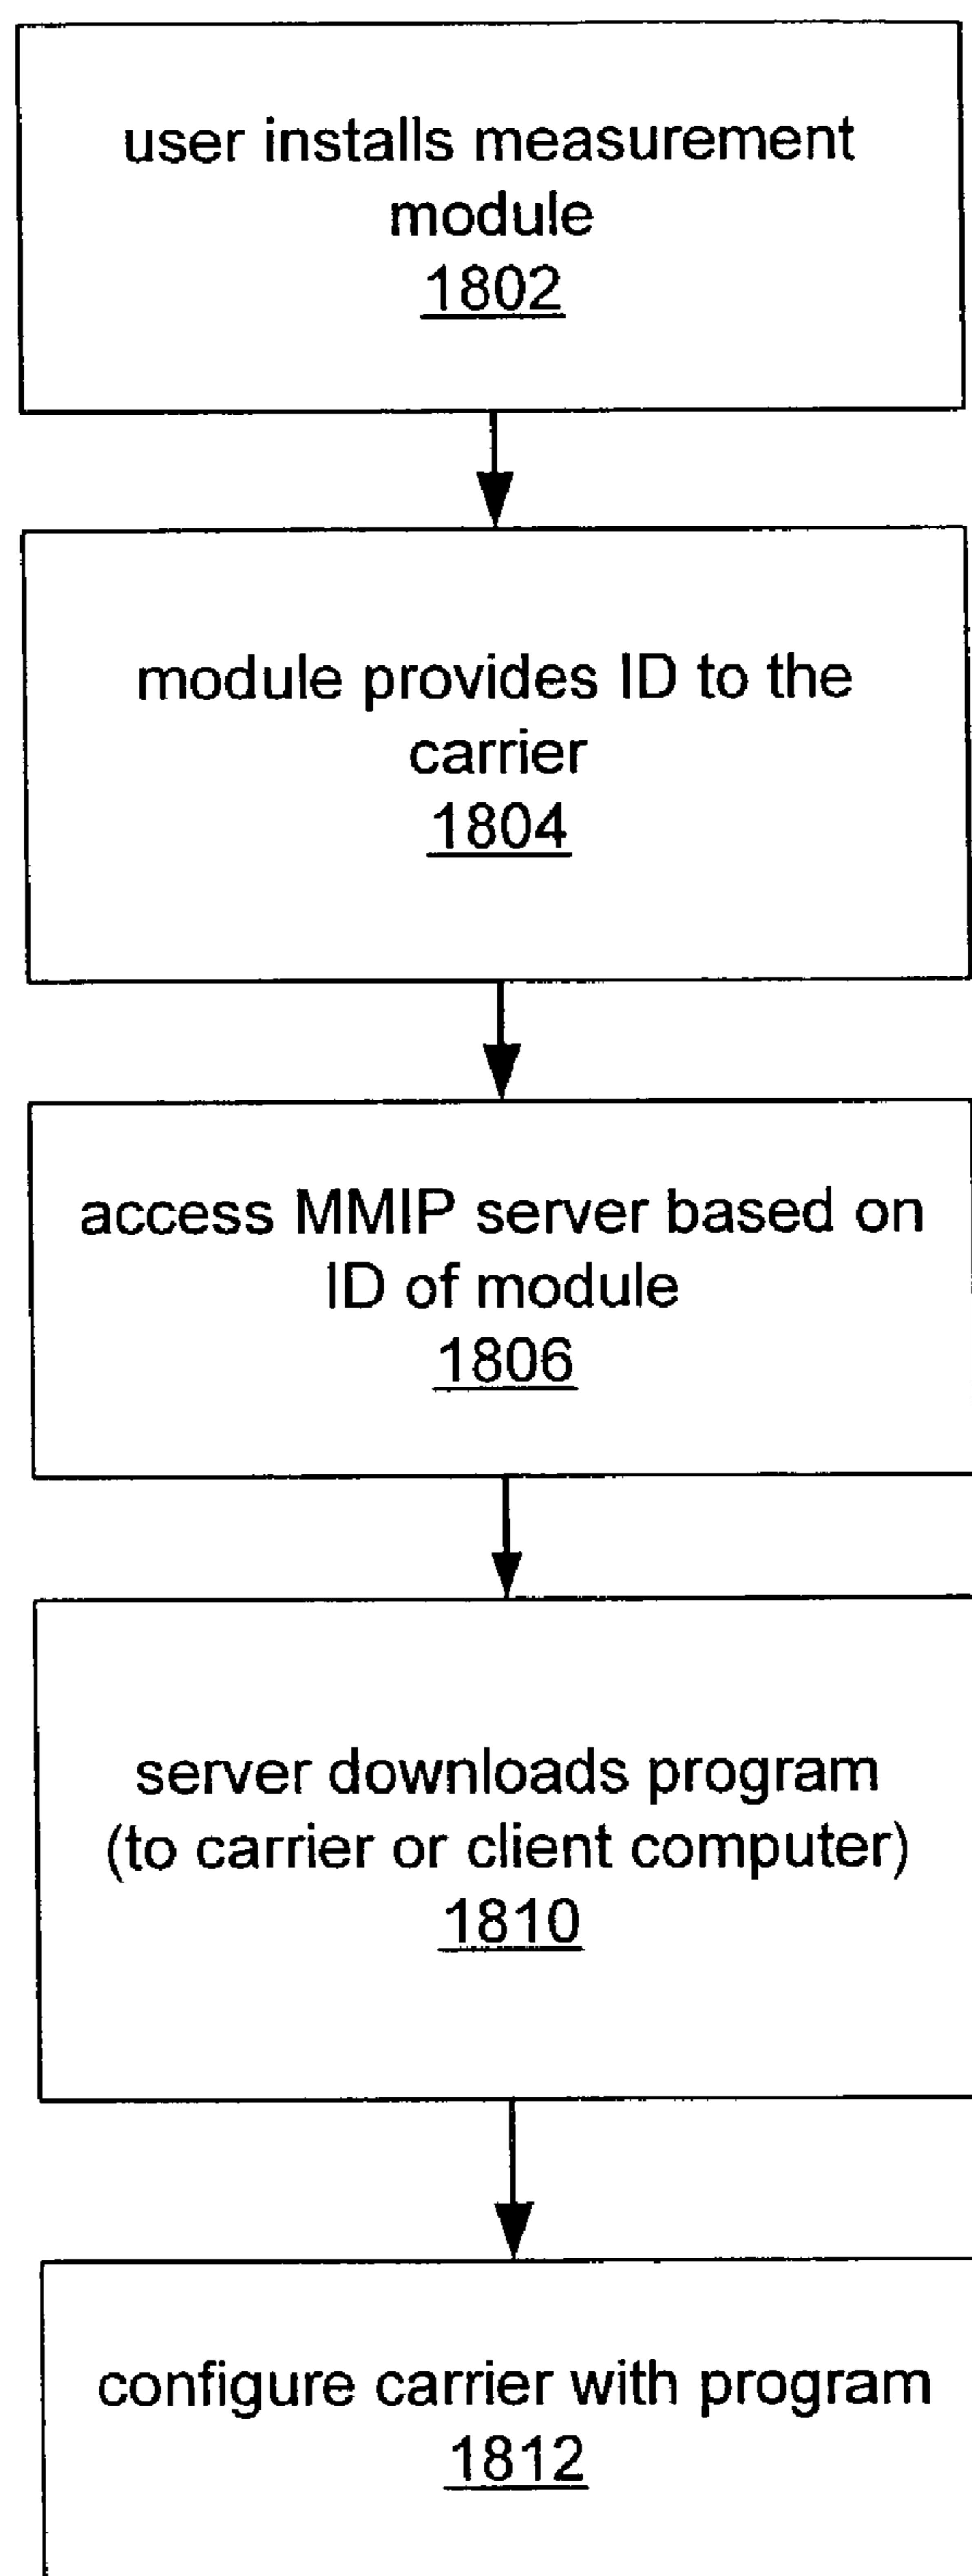 user installs measurement
module
1802
module provides ID to the
carrier
1804
access MMIP server based on
ID of module
1806
server downloads program
(to carrier or client computer)
1810
configure carrier with program
1812